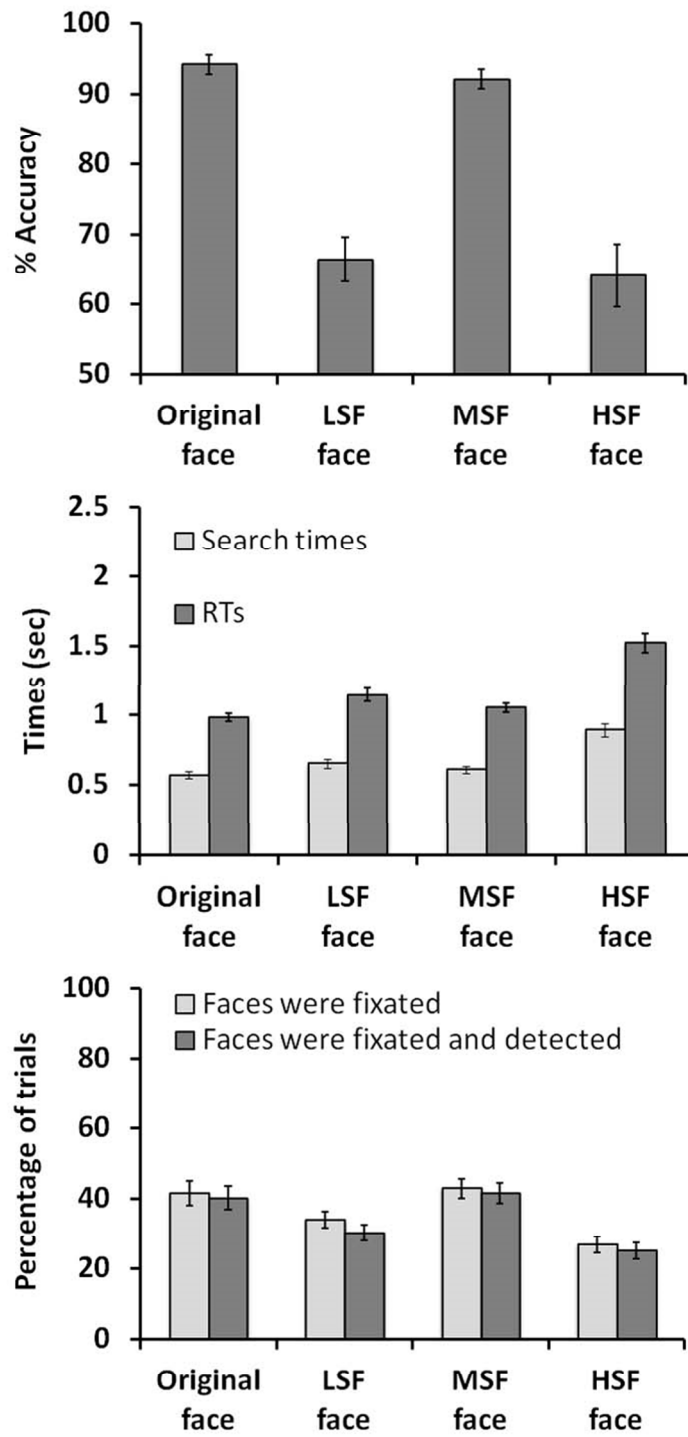 % Accuracy
100
90
80
70
60
50
Original face
LSF face
MSF face
HSF face
Times (sec)
2.5
2
1.5
1
0.5
0
Search times
RTs
Original face
LSF face
MSF face
HSF face
Percentage of trials
100
80
60
40
20
0
Faces were fixated
Faces were fixated and detected
Original face
LSF face
MSF face
HSF face